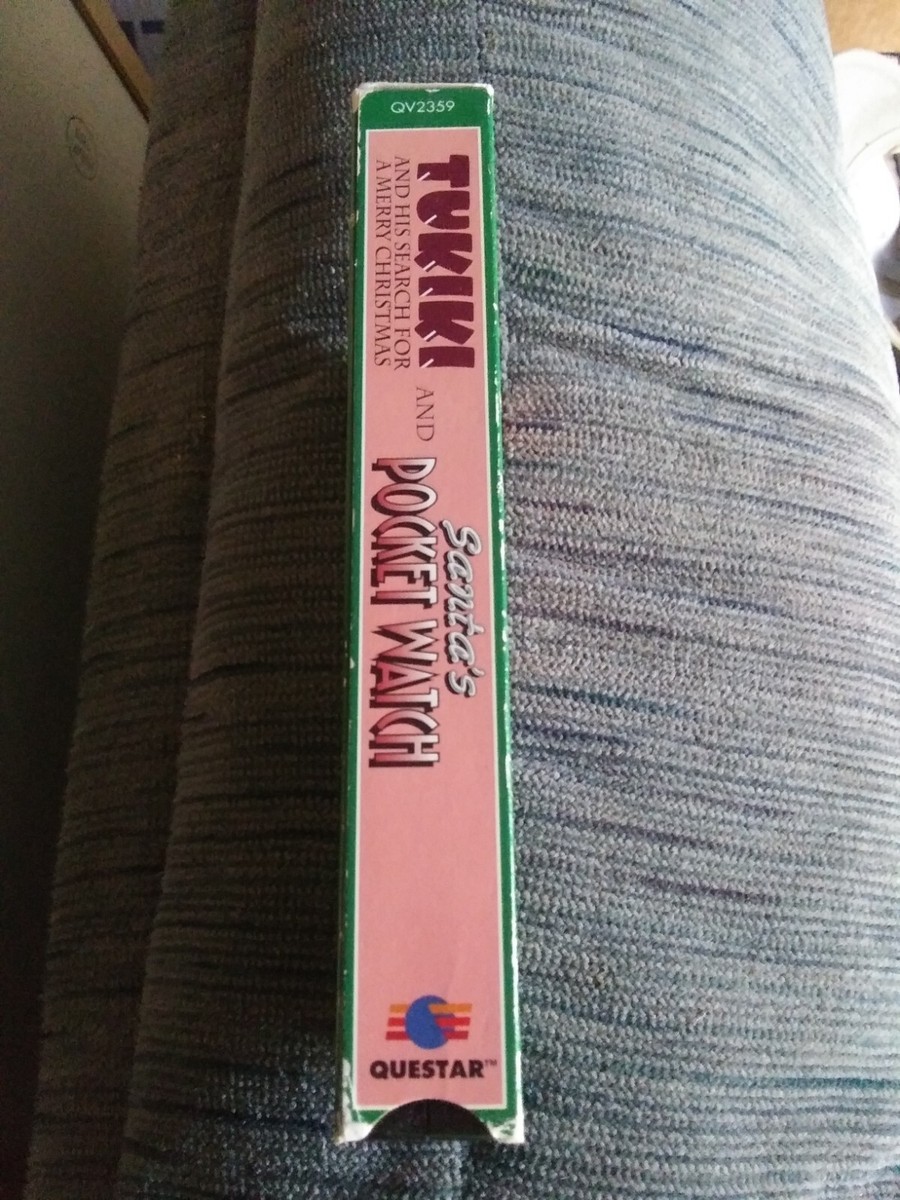 QV2359
TUKIKI
AND HIS SEARCH FOR
A MERRY CHRISTMAS
AND
Santa's
POCKET WATCH
QUESTAR™